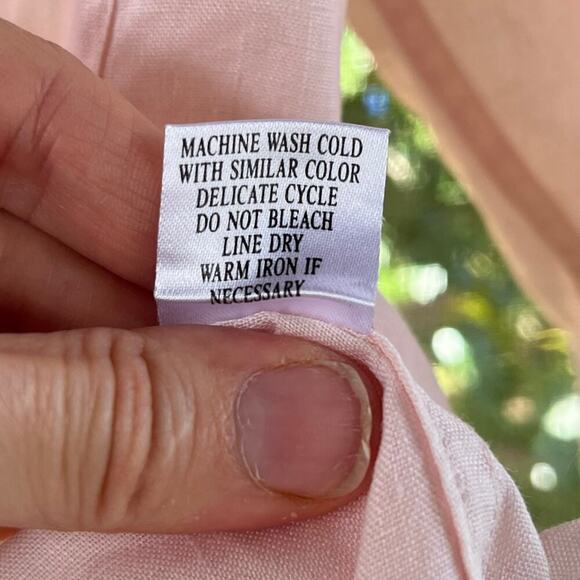 MACHINE WASH COLD
WITH SIMILAR COLOR
DELICATE CYCLE
DO NOT BLEACH
LINE DRY
WARM IRON IF
NECESSARY